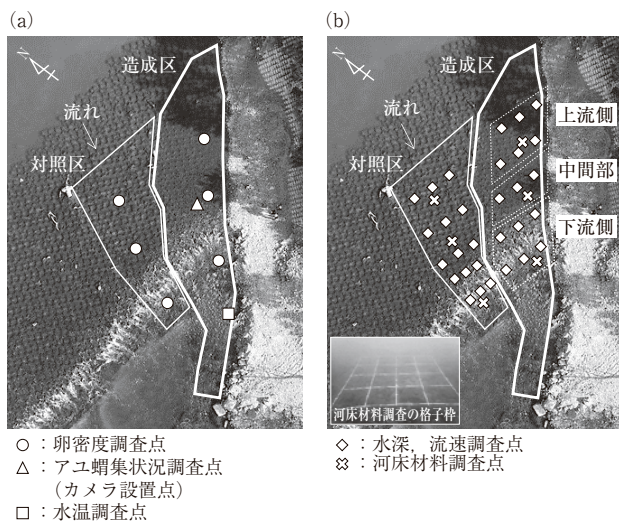 (a)
N
造成区
流れ
対照区
○：卵密度調査点
△：アユ蝟集状況調査点
（カメラ設置点）
□：水温調査点
(b)
N
造成区
流れ
対照区
上流側
中間部
下流側
河床材料調査の格子枠
◇：水深，流速調査点
：河床材料調査点